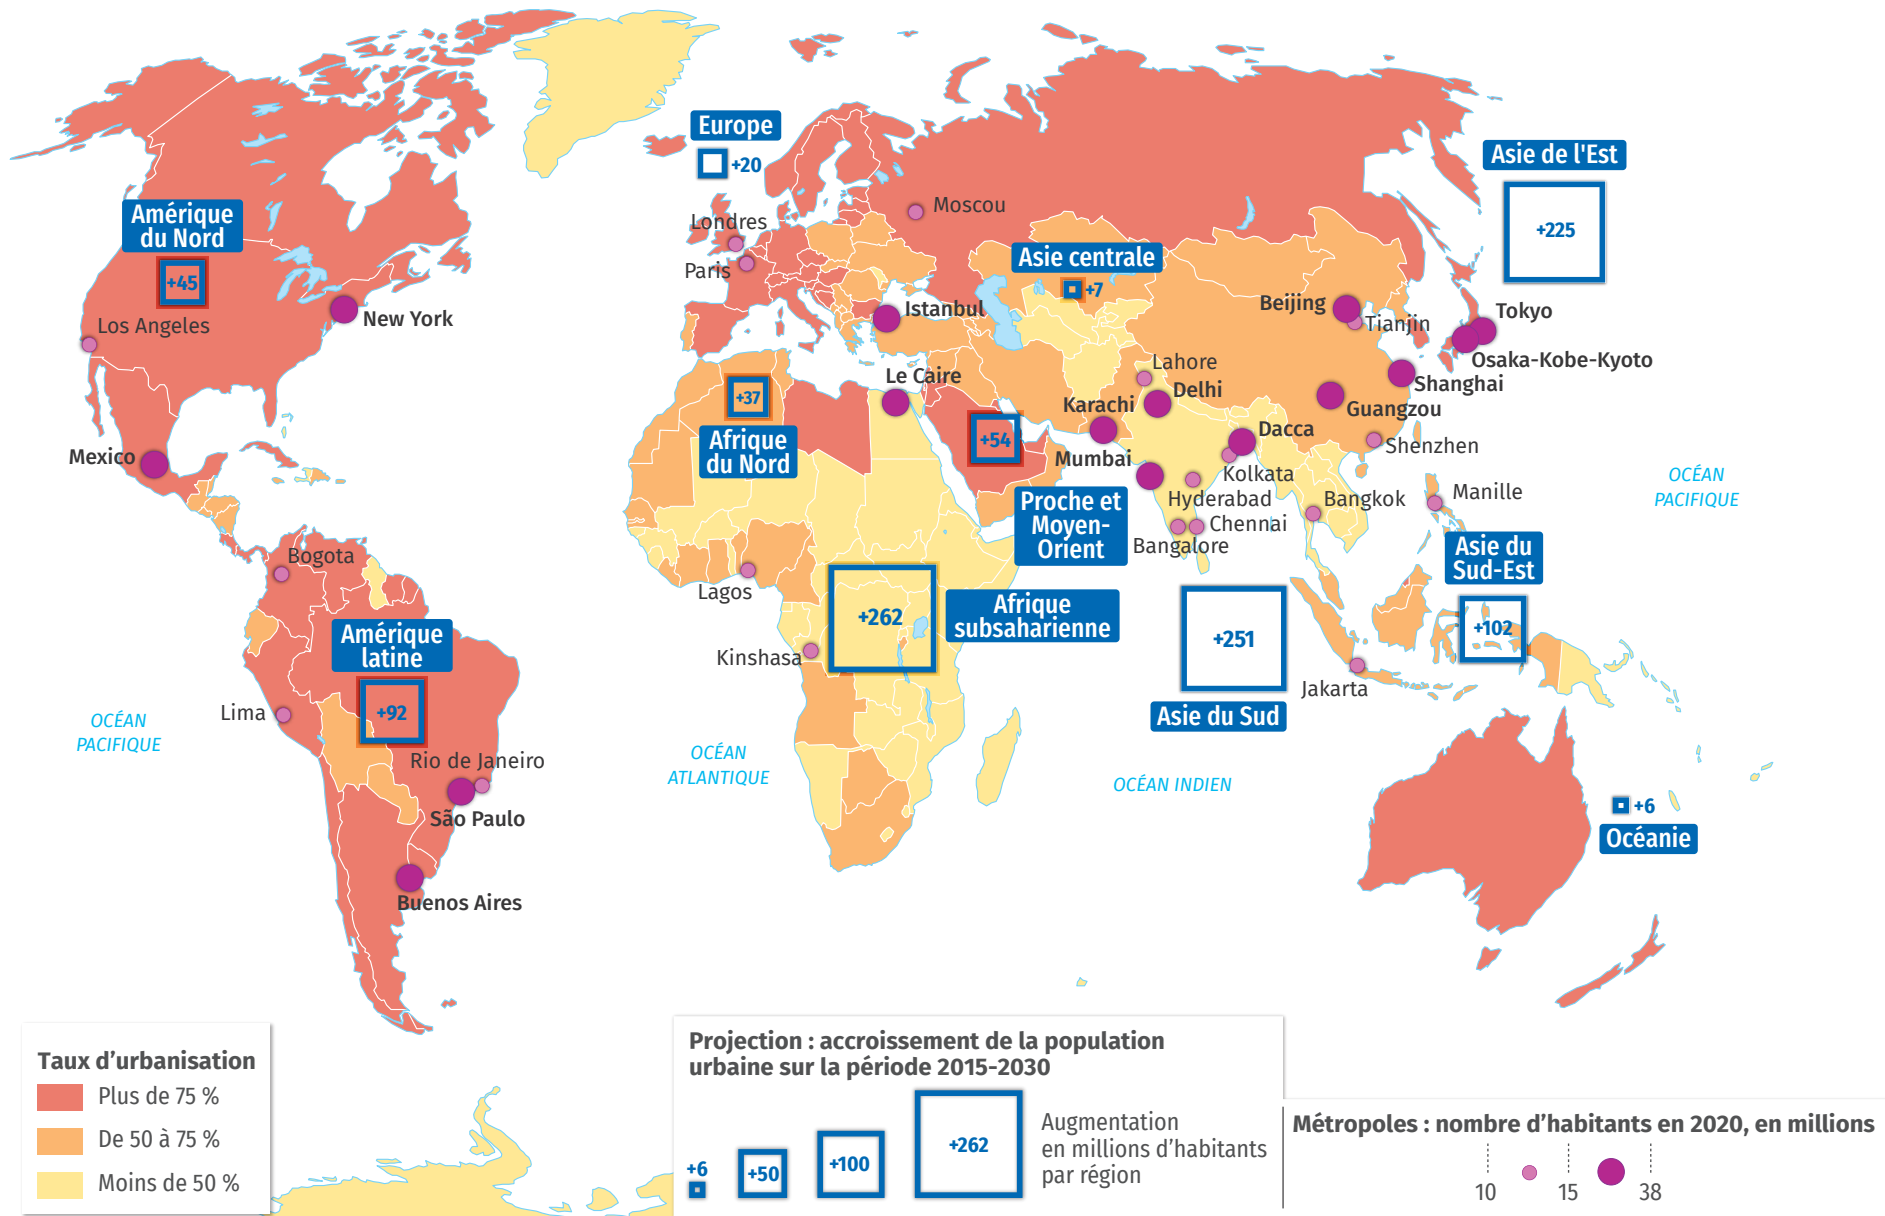 Europe
+20
Asie de l'Est
+225
Amérique
du Nord
+45
Londres
Moscou
Paris
Asie centrale
+7
Los Angeles
New York
Istanbul
Beijing
Tianjin
Tokyo
Osaka-Kobe-Kyoto
Lahore
Delhi
Shanghai
Le Caire
Karachi
Guangzou
+37
Afrique
du Nord
+54
Dacca
Shenzhen
Mexico
Mumbai
Kolkata
Hyderabad
Bangkok
Manille
OCÉAN
PACIFIQUE
Proche et
Moyen-
Orient
Chennai
Bangalore
Asie du
Sud-Est
+102
Bogota
Lagos
+262
Afrique
subsaharienne
+251
Asie du Sud
Amérique
latine
+92
Kinshasa
Jakarta
Lima
OCÉAN
PACIFIQUE
OCÉAN
ATLANTIQUE
OCÉAN INDIEN
Rio de Janeiro
São Paulo
+6
Océanie
Buenos Aires
Taux d’urbanisation
Plus de 75 %
De 50 à 75 %
Moins de 50 %
Projection : accroissement de la population
urbaine sur la période 2015-2030
+6
+50
+100
+262
Augmentation
en millions d’habitants
par région
Métropoles : nombre d’habitants en 2020, en millions
10
15
38